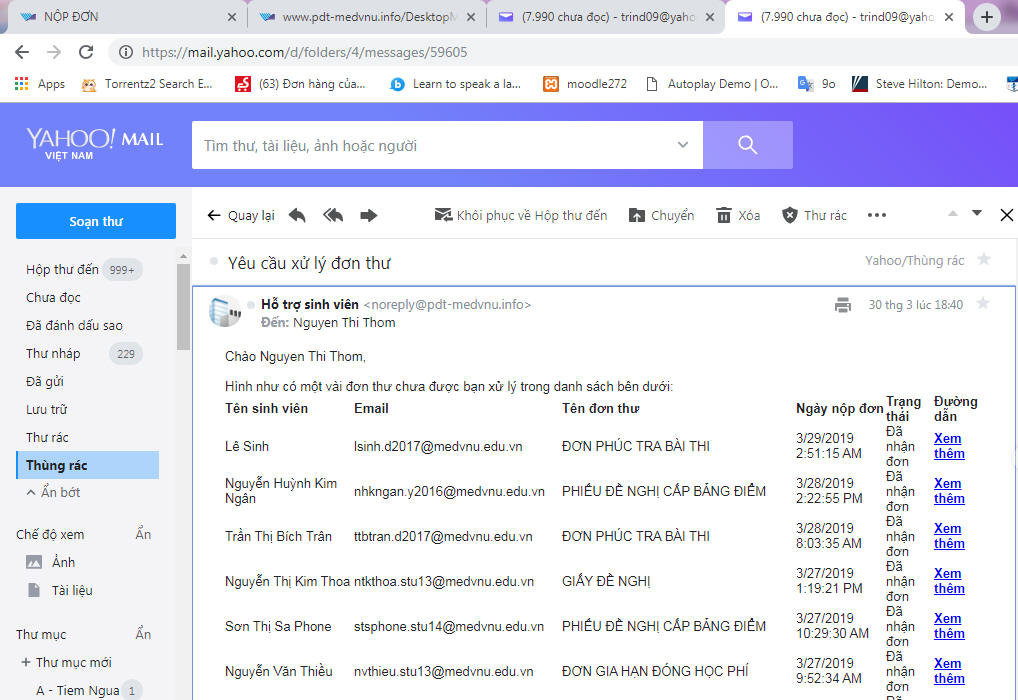 NỘP ĐƠN
www.pdt-medvnu.info/Desktop
(7.990 chưa đọc) - trind09@yaho
(7.990 chưa đọc) - trind09@yaho
https://mail.yahoo.com/d/folders/4/messages/59605
Apps
Torrentz2 Search E...
(63) Đơn hàng của...
Learn to speak a la...
moodle272
Autoplay Demo | O...
9o
Steve Hilton: Demo...
YAHOO! MAIL
VIỆT NAM
Tìm thư, tài liệu, ảnh hoặc người
Soạn thư
Quay lại
Khôi phục về Hộp thư đến
Chuyển
Xóa
Thư rác
Hộp thư đến 999+
Chưa đọc
Đã đánh dấu sao
Thư nháp 229
Đã gửi
Lưu trữ
Thư rác
Thùng rác
Ẩn bớt
Chế độ xem Ẩn
Ảnh
Tài liệu
Thư mục Ẩn
+ Thư mục mới
A - Tiem Ngua 1
Yêu cầu xử lý đơn thư
Yahoo/Thùng rác
Hỗ trợ sinh viên <noreply@pdt-medvnu.info>
30 thg 3 lúc 18:40
Đến: Nguyen Thi Thom
Chào Nguyen Thi Thom,
Hình như có một vài đơn thư chưa được bạn xử lý trong danh sách bên dưới:
Tên sinh viên Email Tên đơn thư Ngày nộp đơn Trạng thái Đường dẫn
Lê Sinh lsinh.d2017@medvnu.edu.vn ĐƠN PHÚC TRA BÀI THI 3/29/2019 2:51:15 AM Đã nhận đơn Xem thêm
Nguyễn Huỳnh Kim Ngân nhkngan.y2016@medvnu.edu.vn PHIẾU ĐỀ NGHỊ CẤP BẢNG ĐIỂM 3/28/2019 2:22:55 PM Đã nhận đơn Xem thêm
Trần Thị Bích Trân ttbtran.d2017@medvnu.edu.vn ĐƠN PHÚC TRA BÀI THI 3/28/2019 8:03:35 AM Đã nhận đơn Xem thêm
Nguyễn Thị Kim Thoa ntkthoa.stu13@medvnu.edu.vn GIẤY ĐỀ NGHỊ 3/27/2019 1:19:21 PM Đã nhận đơn Xem thêm
Sơn Thị Sa Phone stsphone.stu14@medvnu.edu.vn PHIẾU ĐỀ NGHỊ CẤP BẢNG ĐIỂM 3/27/2019 10:29:30 AM Đã nhận đơn Xem thêm
Nguyễn Văn Thiều nvthieu.stu13@medvnu.edu.vn ĐƠN GIA HẠN ĐÓNG HỌC PHÍ 3/27/2019 9:52:34 AM Đã nhận đơn Xem thêm